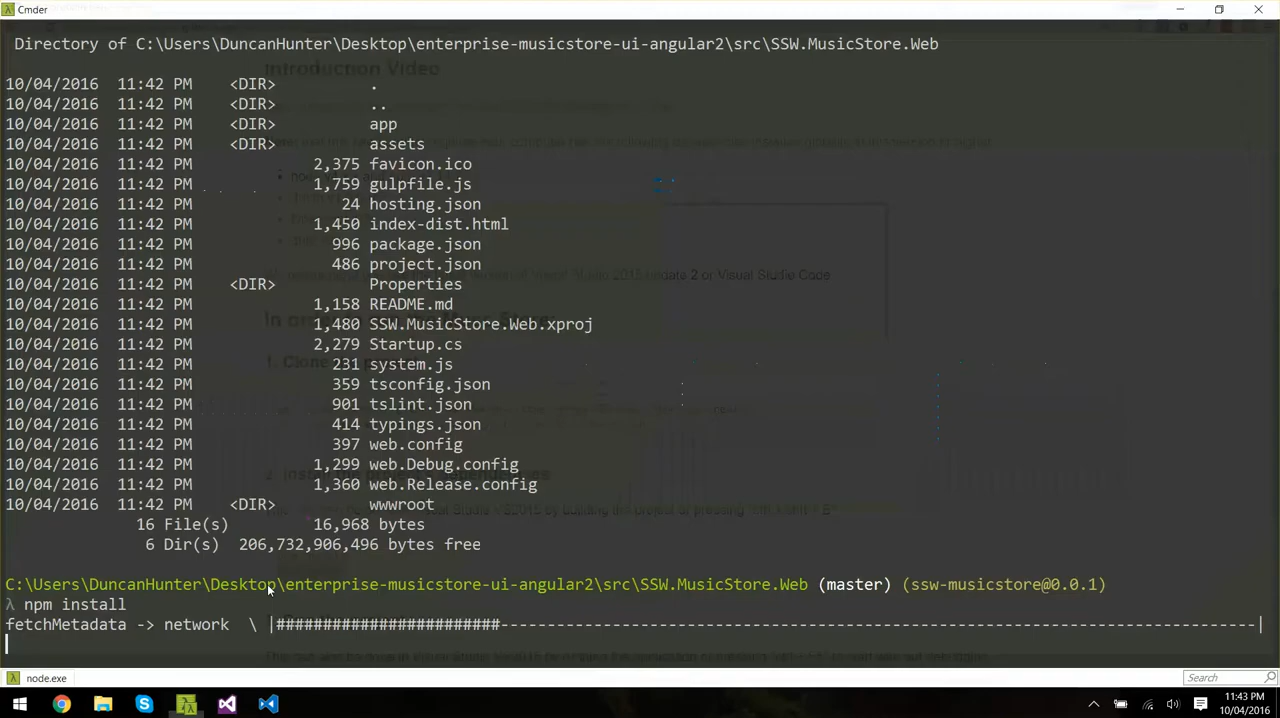 Cmder
Directory of C:\Users\DuncanHunter\Desktop\enterprise-musicstore-ui-angular2\src\SSW.MusicStore.Web
Introduction Video
10/04/2016 11:42 PM <DIR> .
10/04/2016 11:42 PM <DIR> ..
10/04/2016 11:42 PM <DIR> app
10/04/2016 11:42 PM <DIR> assets
10/04/2016 11:42 PM 2,375 favicon.ico
10/04/2016 11:42 PM 1,759 gulpfile.js
10/04/2016 11:42 PM 24 hosting.json
10/04/2016 11:42 PM 1,450 index-dist.html
10/04/2016 11:42 PM 996 package.json
10/04/2016 11:42 PM 486 project.json
or Visual Studio Code
10/04/2016 11:42 PM <DIR> Properties
10/04/2016 11:42 PM 1,158 README.md
10/04/2016 11:42 PM 1,480 SSW.MusicStore.Web.xproj
10/04/2016 11:42 PM 2,279 Startup.cs
10/04/2016 11:42 PM 231 system.js
10/04/2016 11:42 PM 359 tsconfig.json
10/04/2016 11:42 PM 901 tslint.json
10/04/2016 11:42 PM 414 typings.json
10/04/2016 11:42 PM 397 web.config
10/04/2016 11:42 PM 1,299 web.Debug.config
10/04/2016 11:42 PM 1,360 web.Release.config
10/04/2016 11:42 PM <DIR> wwwroot
16 File(s) 16,968 bytes
6 Dir(s) 206,732,906,496 bytes free
C:\Users\DuncanHunter\Desktop\enterprise-musicstore-ui-angular2\src\SSW.MusicStore.Web (master) (ssw-musicstore@0.0.1)
λ npm install
fetchMetadata -> network \ |########################---------------------------------------------------------------------------------|
node.exe
Search
11:43 PM
10/04/2016